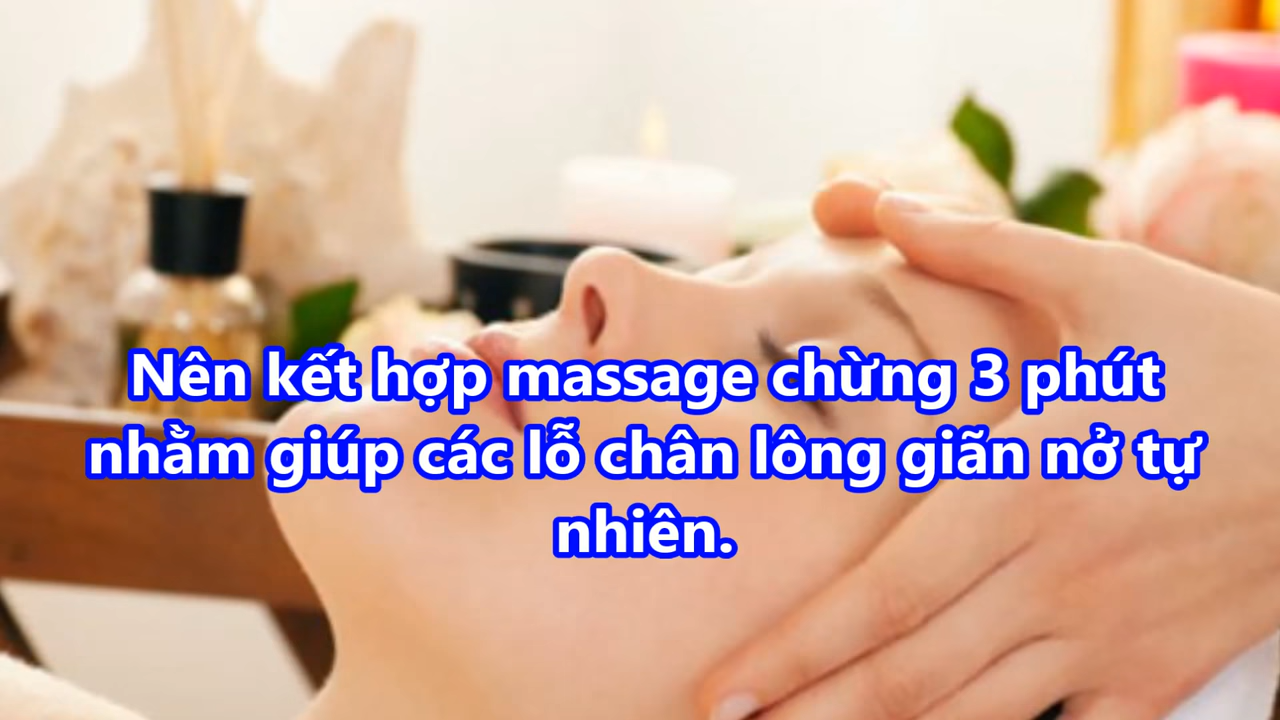 Nên kết hợp massage chừng 3 phút
nhằm giúp các lỗ chân lông giãn nở tự
nhiên.